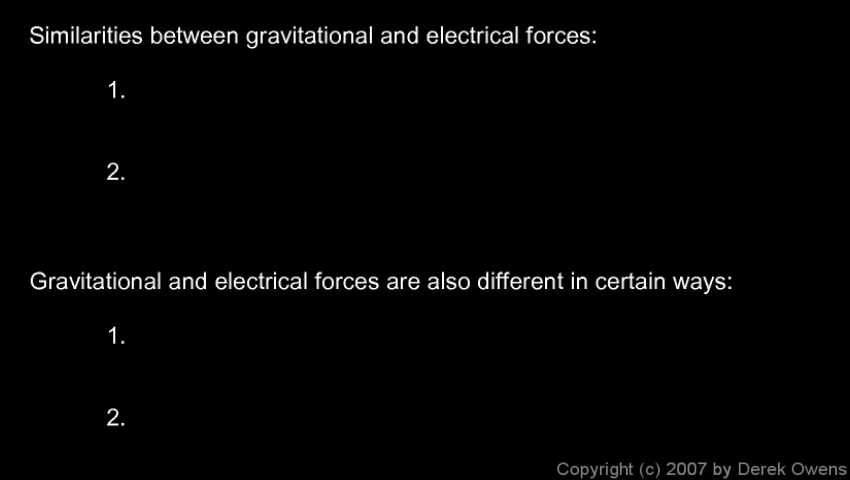 Similarities between gravitational and electrical forces:
1.
2.
Gravitational and electrical forces are also different in certain ways:
1.
2.
Copyright (c) 2007 by Derek Owens